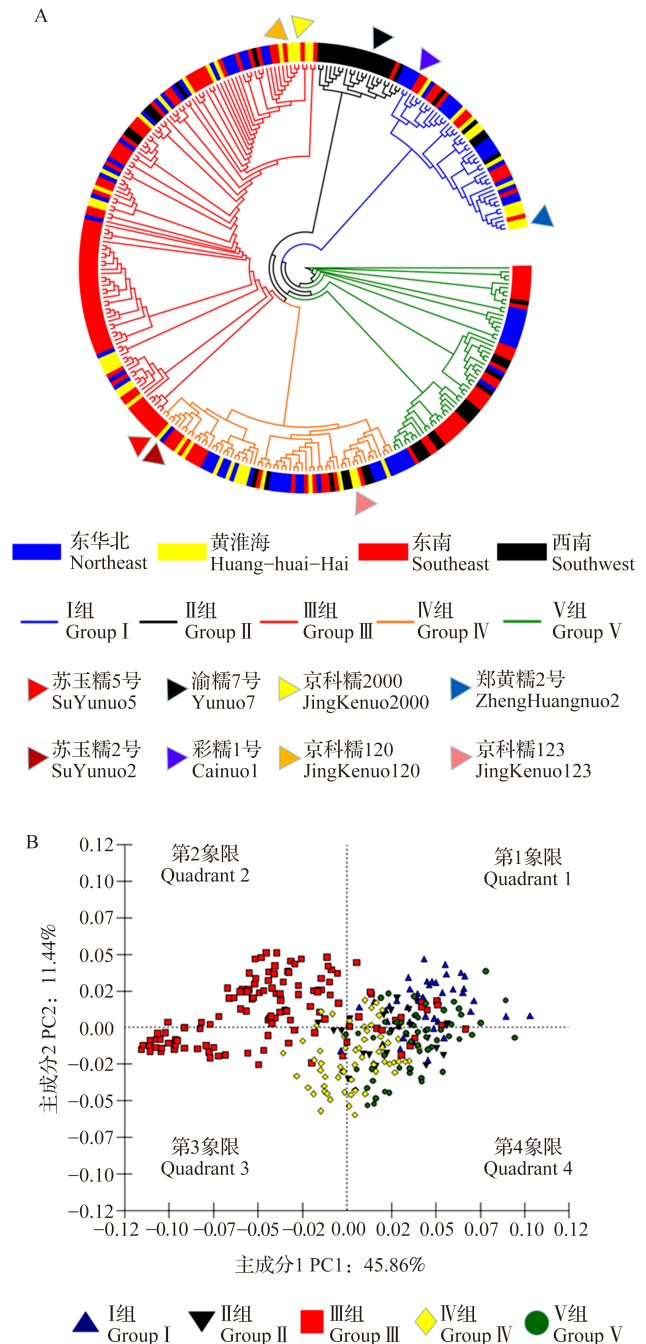 A
东华北 黄淮海 东南 西南
Northeast Huang-huai-Hai Southeast Southwest
Ⅰ组 Ⅱ组 Ⅲ组 Ⅳ组 Ⅴ组
Group Ⅰ Group Ⅱ Group Ⅲ Group Ⅳ Group Ⅴ
苏玉糯5号 渝糯7号 京科糯2000 郑黄糯2号
SuYunuo5 Yunuo7 JingKenuo2000 ZhengHuangnuo2
苏玉糯2号 彩糯1号 京科糯120 京科糯123
SuYunuo2 Cainuo1 JingKenuo120 JingKenuo123
B
0.12
第2象限 第1象限
Quadrant 2 Quadrant 1
0.10
0.07
0.05
0.02
0.00
−0.02
−0.05
−0.07
−0.10
−0.12
主成分2 PC2：11.44%
第3象限 第4象限
Quadrant 3 Quadrant 4
−0.12 −0.10 −0.07 −0.05 −0.02 0.00 0.02 0.05 0.07 0.10 0.12
主成分1 PC1：45.86%
Ⅰ组 Ⅱ组 Ⅲ组 Ⅳ组 Ⅴ组
Group Ⅰ Group Ⅱ Group Ⅲ Group Ⅳ Group Ⅴ